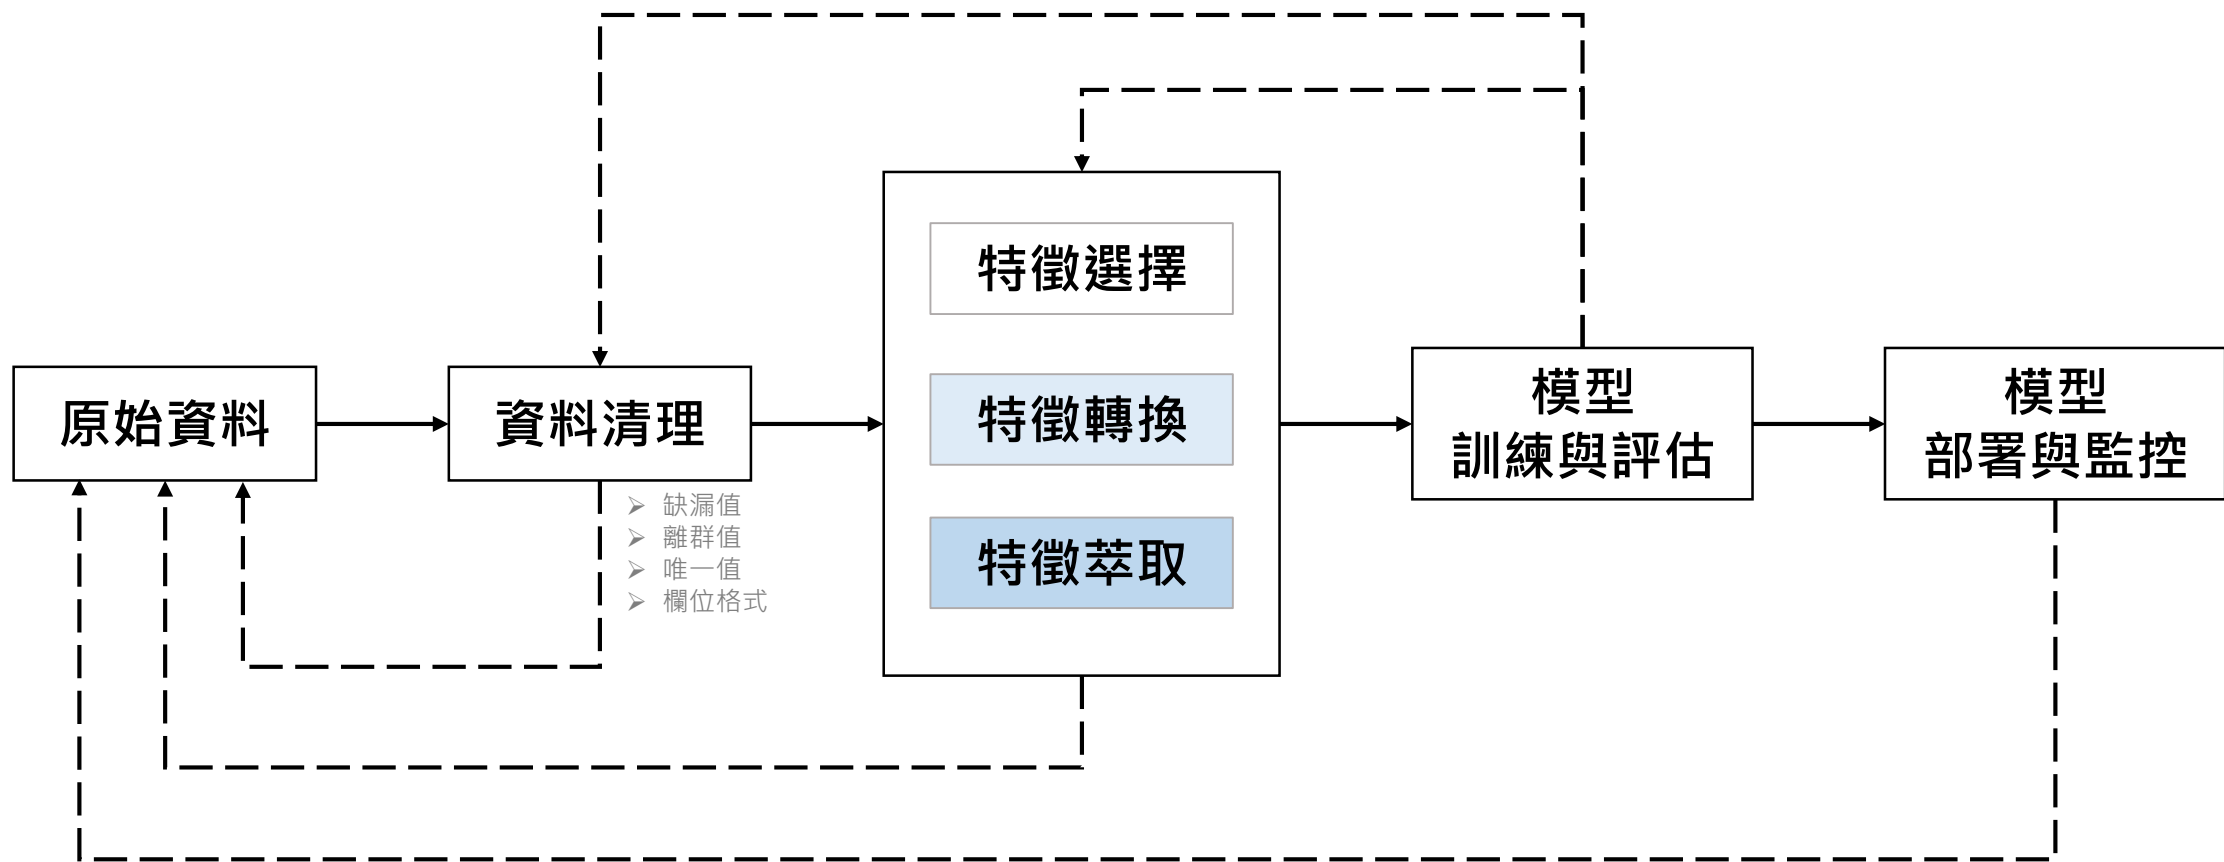 原始資料
資料清理
缺漏值
離群值
唯一值
欄位格式
特徵選擇
特徵轉換
特徵萃取
模型
訓練與評估
模型
部署與監控